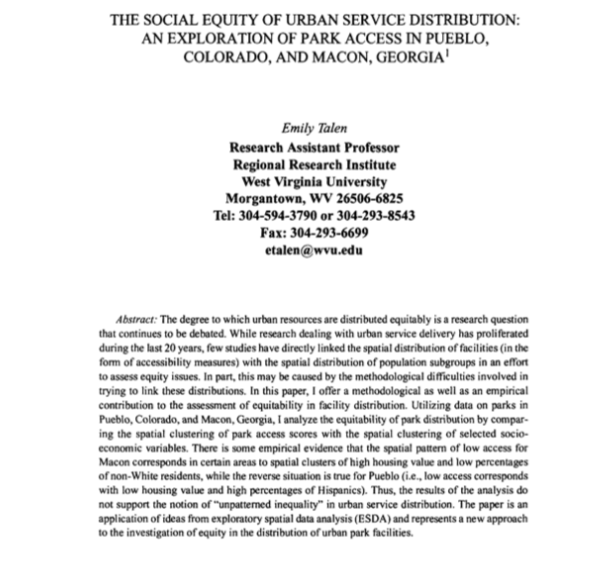 THE SOCIAL EQUITY OF URBAN SERVICE DISTRIBUTION:
AN EXPLORATION OF PARK ACCESS IN PUEBLO,
COLORADO, AND MACON, GEORGIA¹
Emily Talen
Research Assistant Professor
Regional Research Institute
West Virginia University
Morgantown, WV 26506-6825
Tel: 304-594-3790 or 304-293-8543
Fax: 304-293-6699
etalen@wvu.edu
Abstract: The degree to which urban resources are distributed equitably is a research question
that continues to be debated. While research dealing with urban service delivery has proliferated
during the last 20 years, few studies have directly linked the spatial distribution of facilities (in the
form of accessibility measures) with the spatial distribution of population subgroups in an effort
to assess equity issues. In part, this may be caused by the methodological difficulties involved in
trying to link these distributions. In this paper, I offer a methodological as well as an empirical
contribution to the assessment of equitability in facility distribution. Utilizing data on parks in
Pueblo, Colorado, and Macon, Georgia, I analyze the equitability of park distribution by compar-
ing the spatial clustering of park access scores with the spatial clustering of selected socio-
economic variables. There is some empirical evidence that the spatial pattern of low access for
Macon corresponds in certain areas to spatial clusters of high housing value and low percentages
of non-White residents, while the reverse situation is true for Pueblo (i.e., low access corresponds
with low housing value and high percentages of Hispanics). Thus, the results of the analysis do
not support the notion of "unpatterned inequality" in urban service distribution. The paper is an
application of ideas from exploratory spatial data analysis (ESDA) and represents a new approach
to the investigation of equity in the distribution of urban park facilities.